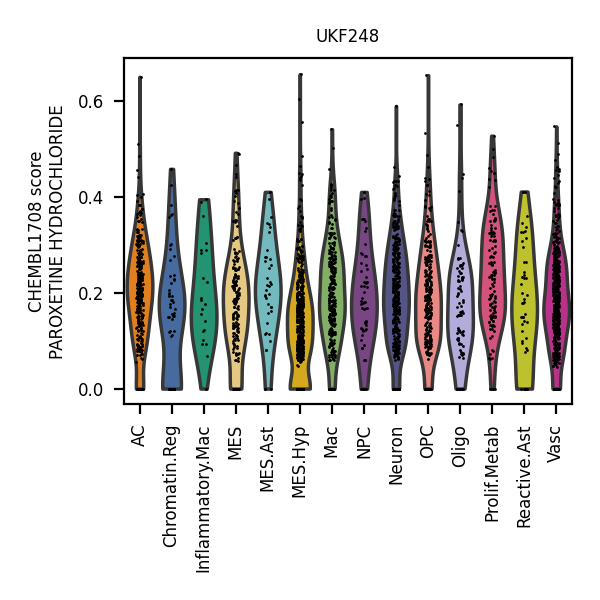 UKF248
CHEMBL1708 score
PAROXETINE HYDROCHLORIDE
0.6
0.4
0.2
0.0
AC
Chromatin.Reg
Inflammatory.Mac
MES
MES.Ast
MES.Hyp
Mac
NPC
Neuron
OPC
Oligo
Prolif.Metab
Reactive.Ast
Vasc